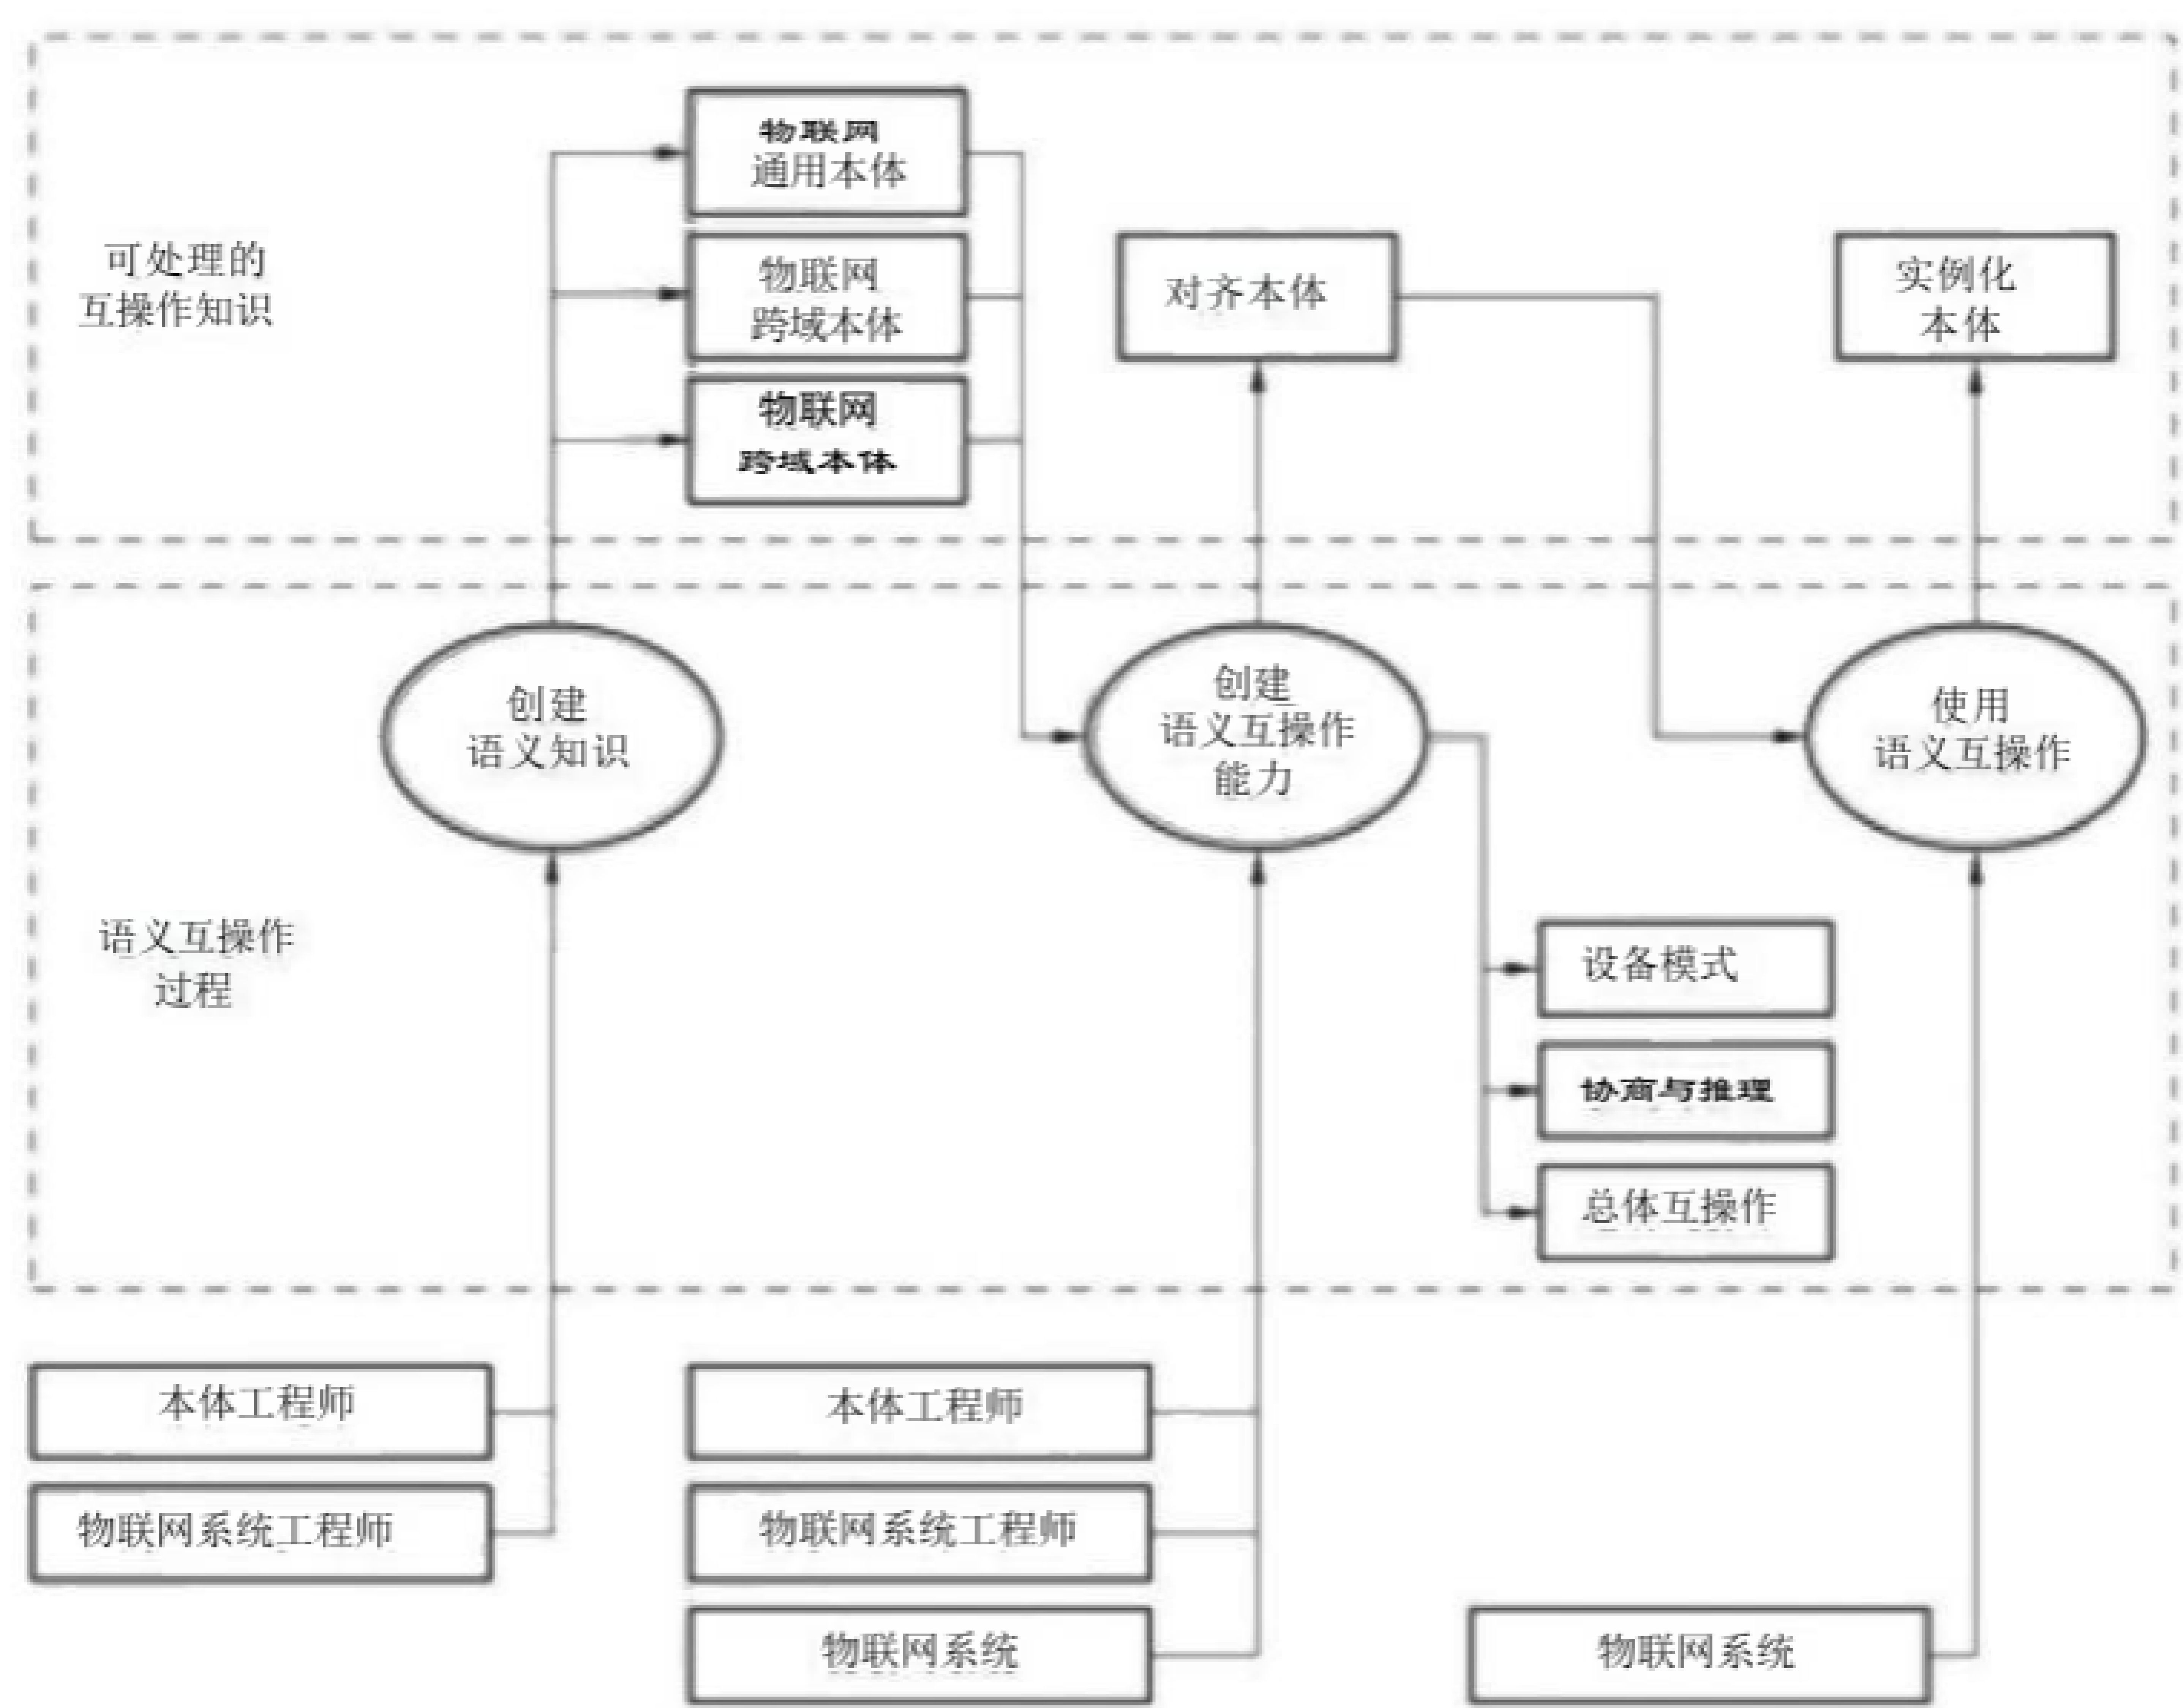 物联网
通用本体
可处理的
互操作知识
物联网
跨域本体
物联网
跨域本体
对齐本体
实例化
本体
创建
语义知识
创建
语义互操作
能力
使用
语义互操作
语义互操作
过程
设备模式
协商与推理
总体互操作
本体工程师
物联网系统工程师
本体工程师
物联网系统工程师
物联网系统
物联网系统